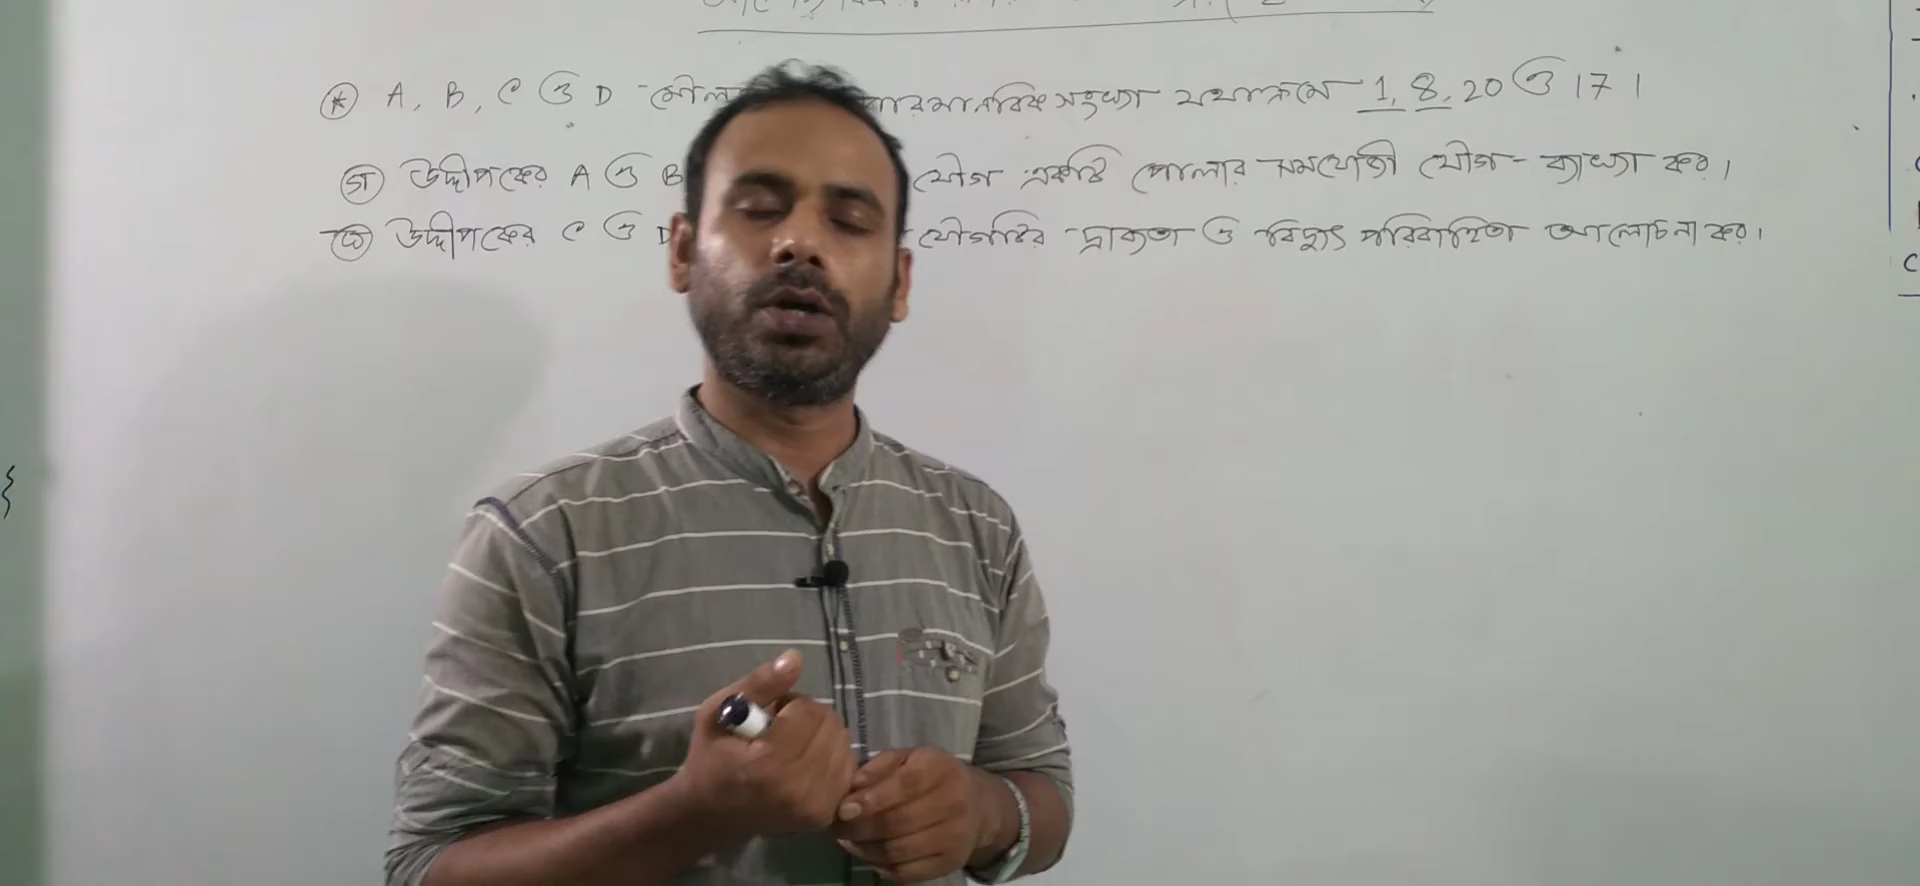 * A, B, C ও D মৌল পারমানবিক সংখ্যা যথাক্রমে 1, 8, 20 ও 17।
গ উদ্দীপকের A ও B যৌগ একটি পোলার সমযোজী যৌগ - ব্যাখ্যা কর।
ঘ উদ্দীপকের C ও D যৌগটির দ্রাব্যতা ও বিদ্যুৎ পরিবাহিতা আলোচনা কর।